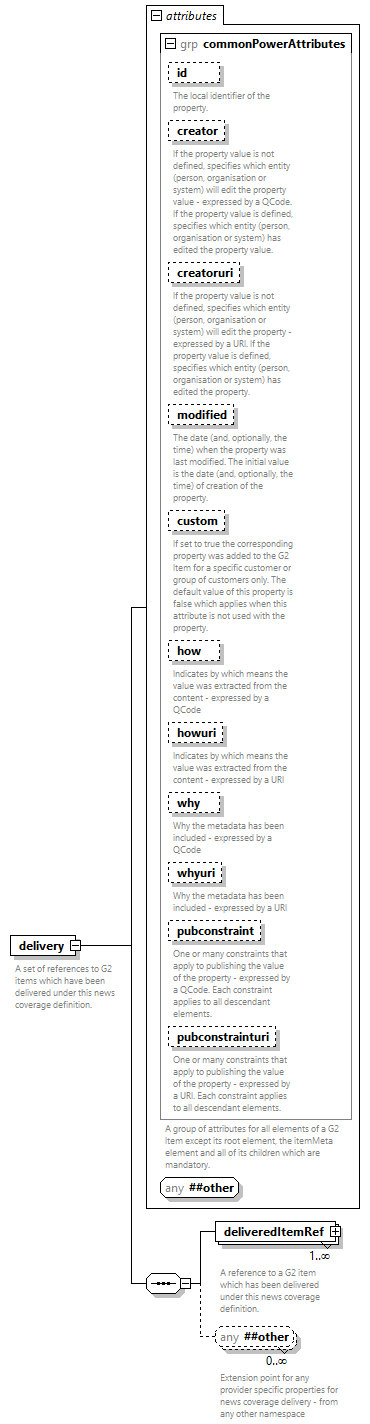 attributes
grp commonPowerAttributes
id
The local identifier of the
property.
creator
If the property value is not
defined, specifies which entity
(person, organisation or
system) will edit the property
value - expressed by a QCode.
If the property value is defined,
specifies which entity (person,
organisation or system) has
edited the property value.
creatoruri
If the property value is not
defined, specifies which entity
(person, organisation or
system) will edit the property -
expressed by a URI. If the
property value is defined,
specifies which entity (person,
organisation or system) has
edited the property.
modified
The date (and, optionally, the
time) when the property was
last modified. The initial value
is the date (and, optionally, the
time) of creation of the
property.
custom
If set to true the corresponding
property was added to the G2
Item for a specific customer or
group of customers only. The
default value of this property is
false which applies when this
attribute is not used with the
property.
how
Indicates by which means the
value was extracted from the
content - expressed by a
QCode
howuri
Indicates by which means the
value was extracted from the
content - expressed by a URI
why
Why the metadata has been
included - expressed by a
QCode
whyuri
Why the metadata has been
included - expressed by a URI
pubconstraint
One or many constraints that
apply to publishing the value
of the property - expressed by
a QCode. Each constraint
applies to all descendant
elements.
pubconstrainturi
One or many constraints that
apply to publishing the value
of the property - expressed by
a URI. Each constraint applies
to all descendant elements.
A group of attributes for all elements of a G2
Item except its root element, the itemMeta
element and all of its children which are
mandatory.
any ##other
delivery
A set of references to G2
items which have been
delivered under this news
coverage definition.
deliveredItemRef
1..∞
A reference to a G2 item
which has been delivered
under this news coverage
definition.
any ##other
0..∞
Extension point for any
provider specific properties for
news coverage delivery - from
any other namespace